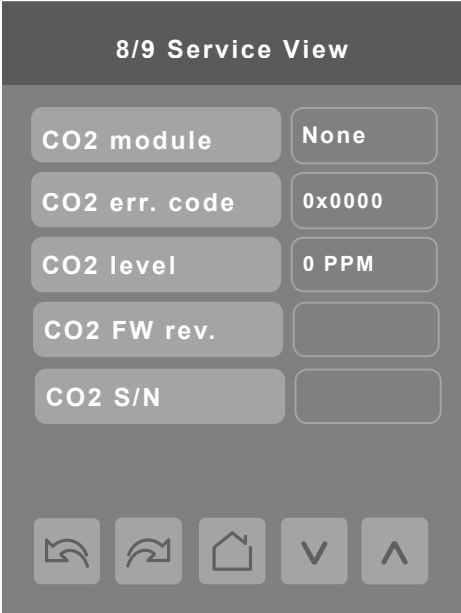 8/9 Service View
CO2 module None
CO2 err. code 0x0000
CO2 level 0 PPM
CO2 FW rev.
CO2 S/N